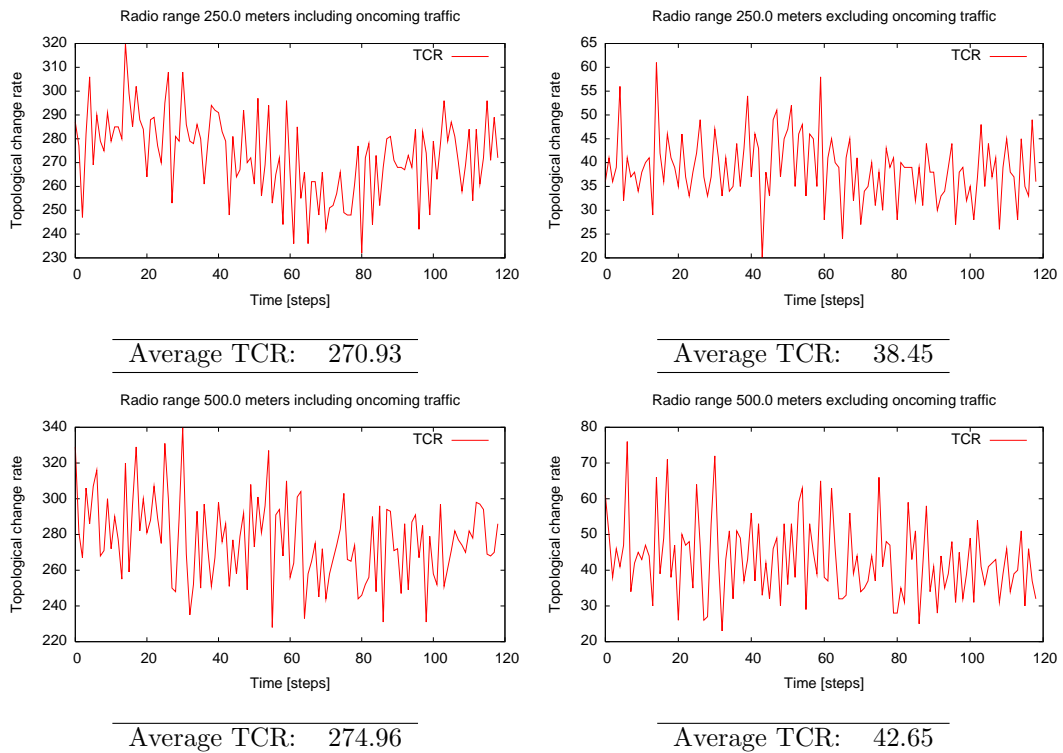 Radio range 250.0 meters including oncoming traffic
320
310
300
290
280
270
260
250
240
230
Topological change rate
TCR
0 20 40 60 80 100 120
Time [steps]
Average TCR: 270.93
Radio range 250.0 meters excluding oncoming traffic
65
60
55
50
45
40
35
30
25
20
Topological change rate
TCR
0 20 40 60 80 100 120
Time [steps]
Average TCR: 38.45
Radio range 500.0 meters including oncoming traffic
340
320
300
280
260
240
220
Topological change rate
TCR
0 20 40 60 80 100 120
Time [steps]
Average TCR: 274.96
Radio range 500.0 meters excluding oncoming traffic
80
70
60
50
40
30
20
Topological change rate
TCR
0 20 40 60 80 100 120
Time [steps]
Average TCR: 42.65